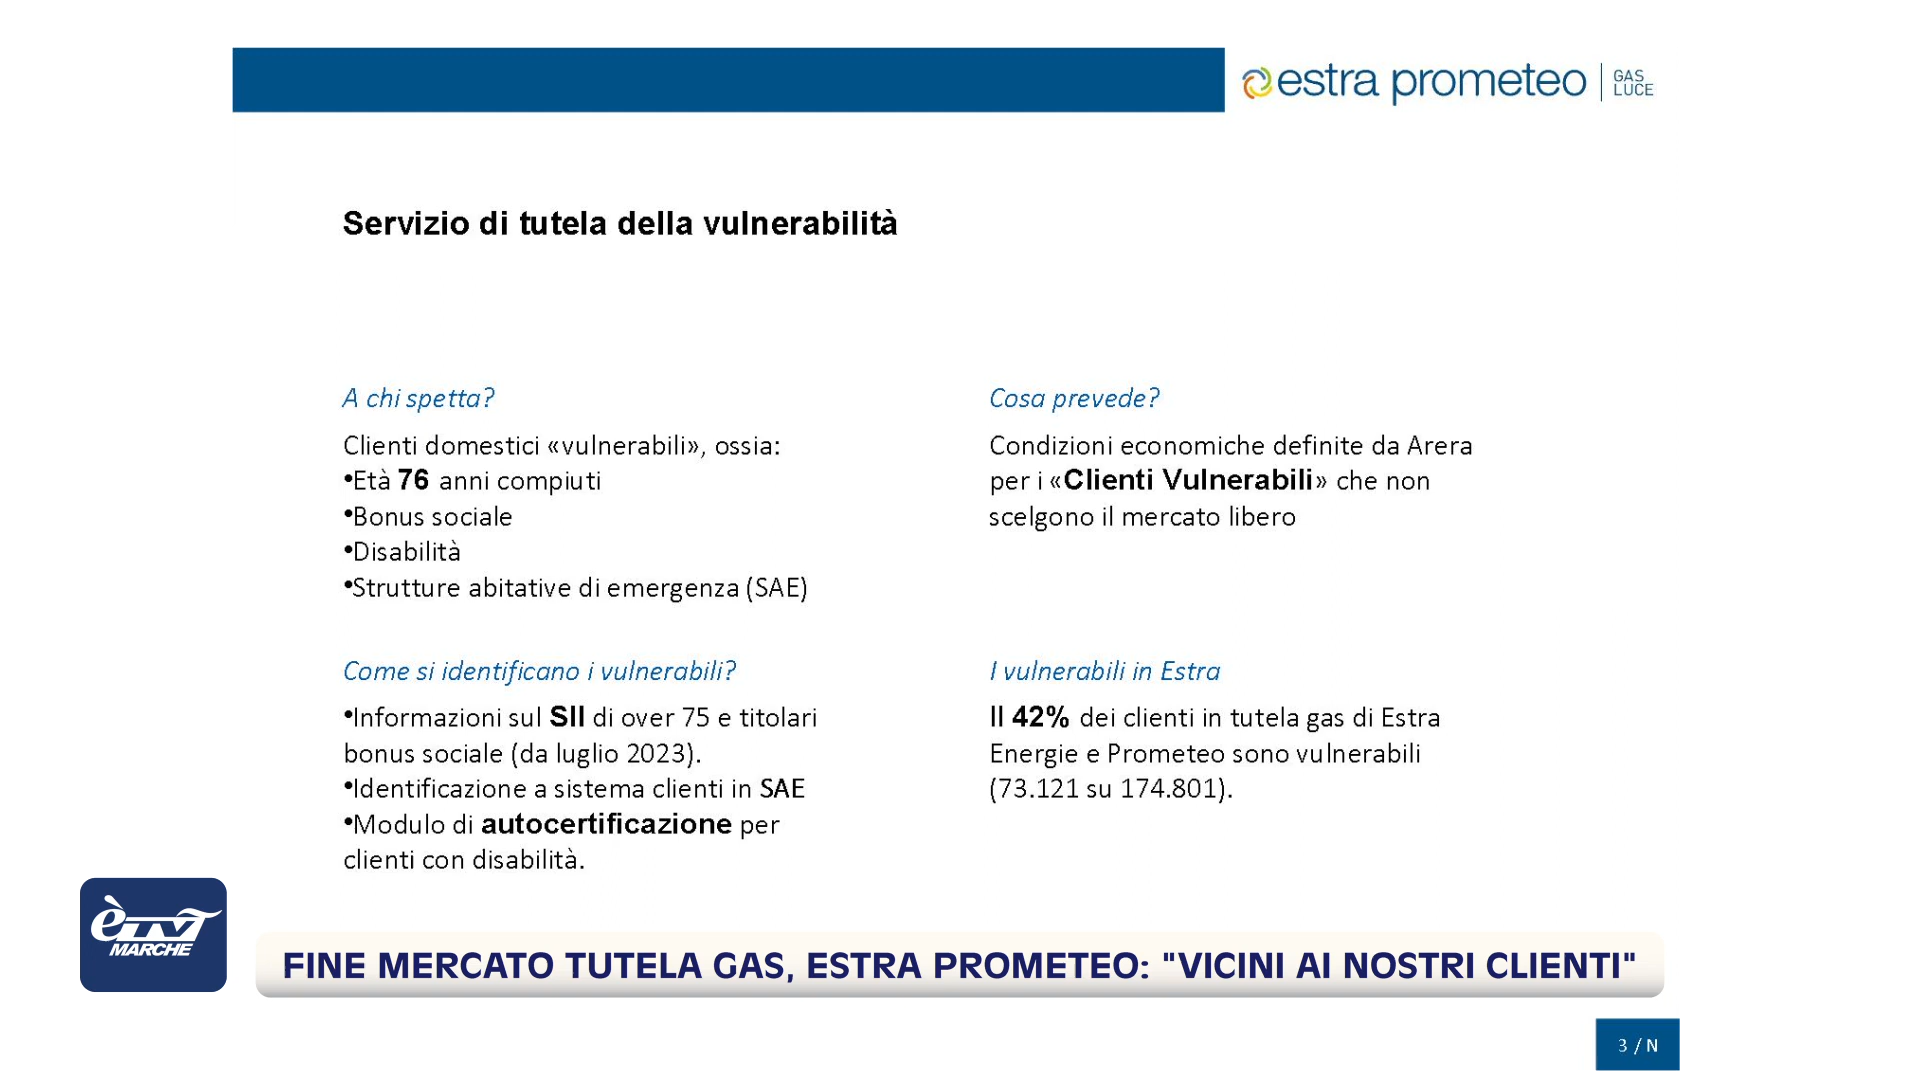 estra prometeo
GAS
LUCE
Servizio di tutela della vulnerabilità
A chi spetta?
Clienti domestici «vulnerabili», ossia:
•Età 76 anni compiuti
•Bonus sociale
•Disabilità
•Strutture abitative di emergenza (SAE)
Cosa prevede?
Condizioni economiche definite da Arera
per i «Clienti Vulnerabili» che non
scelgono il mercato libero
Come si identificano i vulnerabili?
•Informazioni sul SII di over 75 e titolari
bonus sociale (da luglio 2023).
•Identificazione a sistema clienti in SAE
•Modulo di autocertificazione per
clienti con disabilità.
I vulnerabili in Estra
Il 42% dei clienti in tutela gas di Estra
Energie e Prometeo sono vulnerabili
(73.121 su 174.801).
èTV
MARCHE
FINE MERCATO TUTELA GAS, ESTRA PROMETEO: "VICINI AI NOSTRI CLIENTI"
3 / N